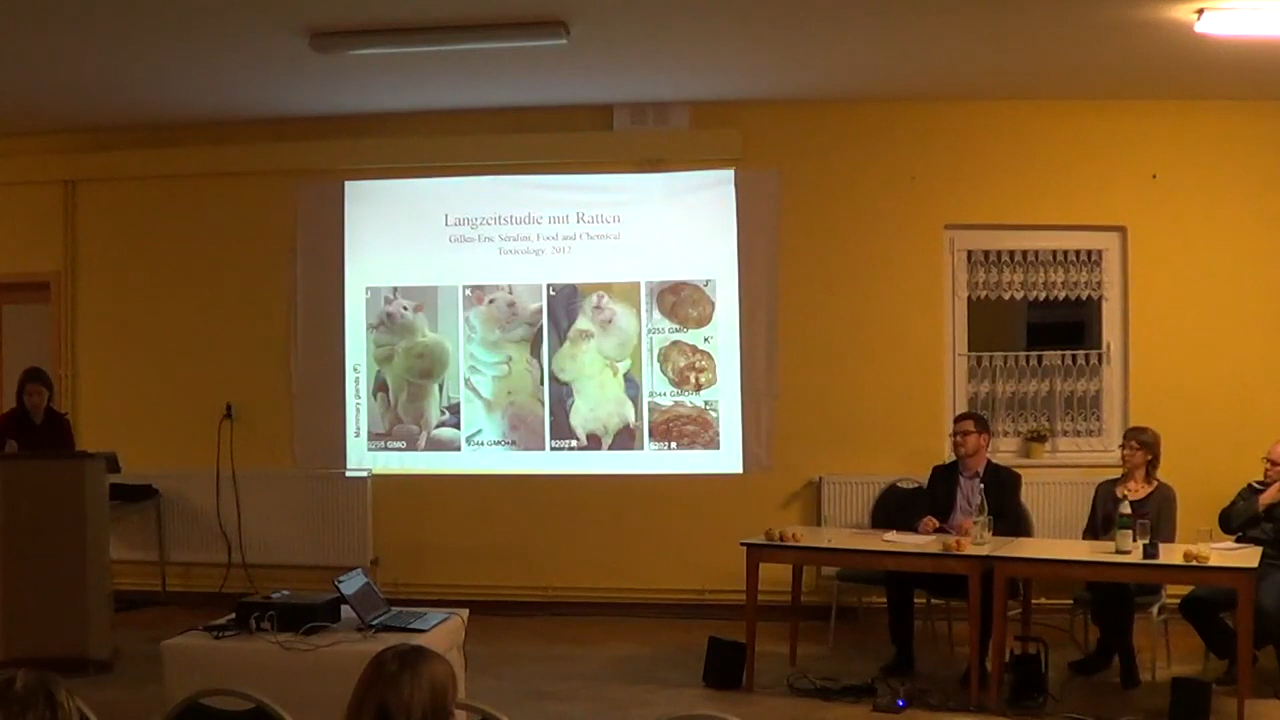 Langzeitstudie mit Ratten
Gilles-Eric Séralini, Food and Chemical
Toxicology, 2012
J
K
L
J'
9255 GMO
K'
9344 GMO+R
Mammary glands (F)
9255 GMO
9344 GMO+R
9202 R
9202 R